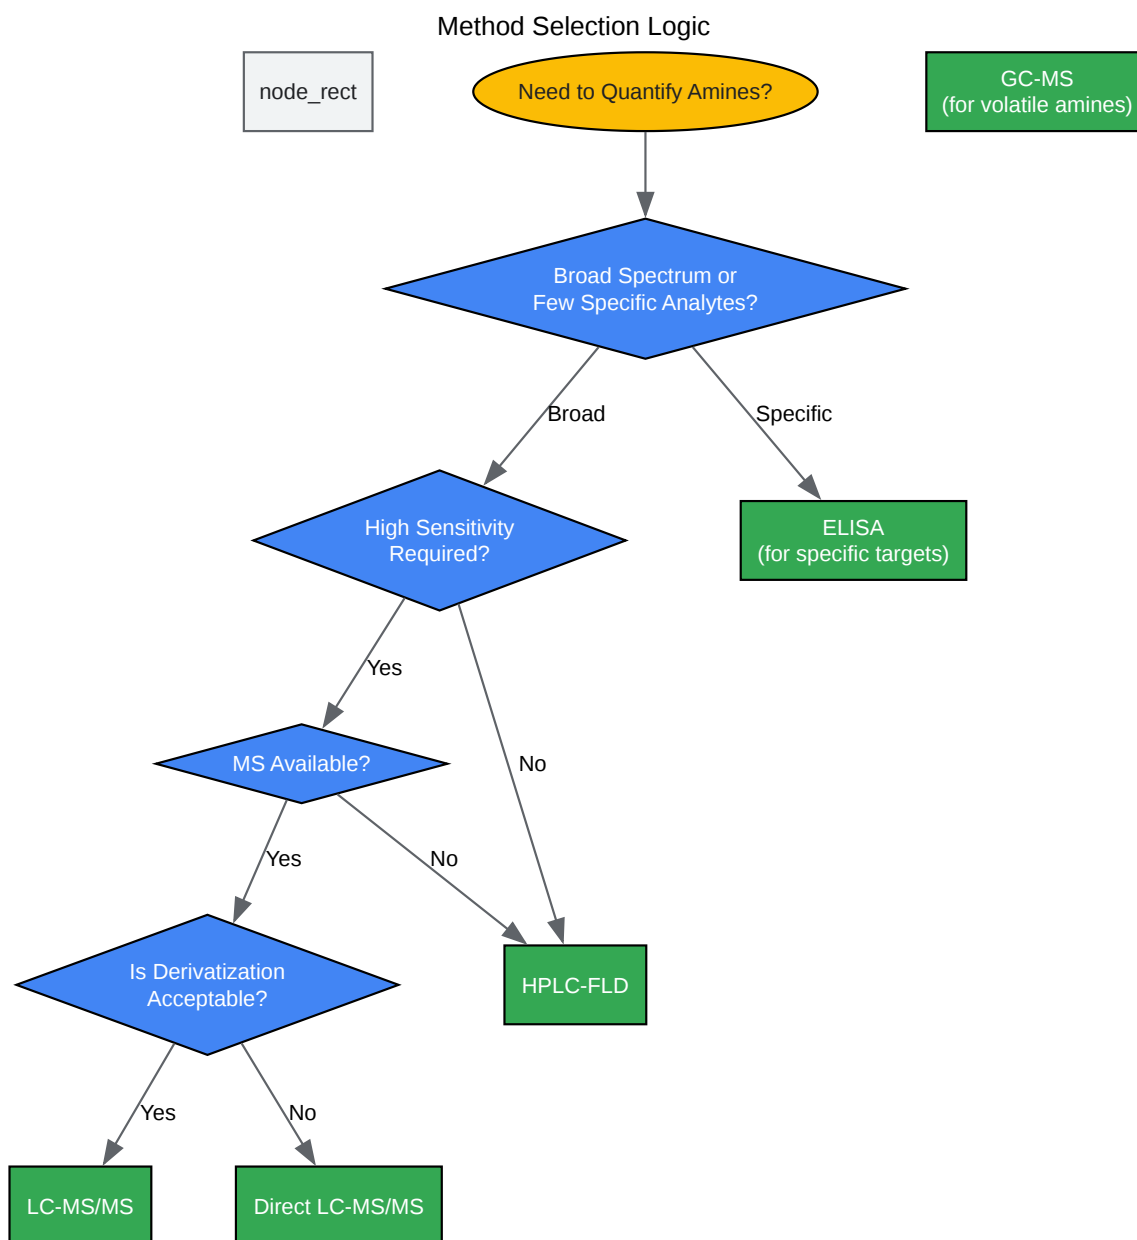 Method Selection Logic
node_rect
Need to Quantify Amines?
GC-MS
(for volatile amines)
Broad Spectrum or
Few Specific Analytes?
Broad
Specific
High Sensitivity
Required?
ELISA
(for specific targets)
Yes
No
MS Available?
Yes
No
Is Derivatization
Acceptable?
HPLC-FLD
Yes
No
LC-MS/MS
Direct LC-MS/MS